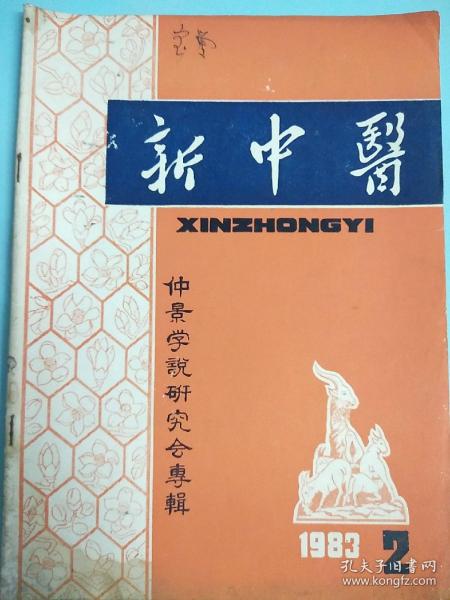 新中醫
XINZHONGYI
仲景学說研究会專輯
1983 2
孔夫子旧书网
www.kongfz.com